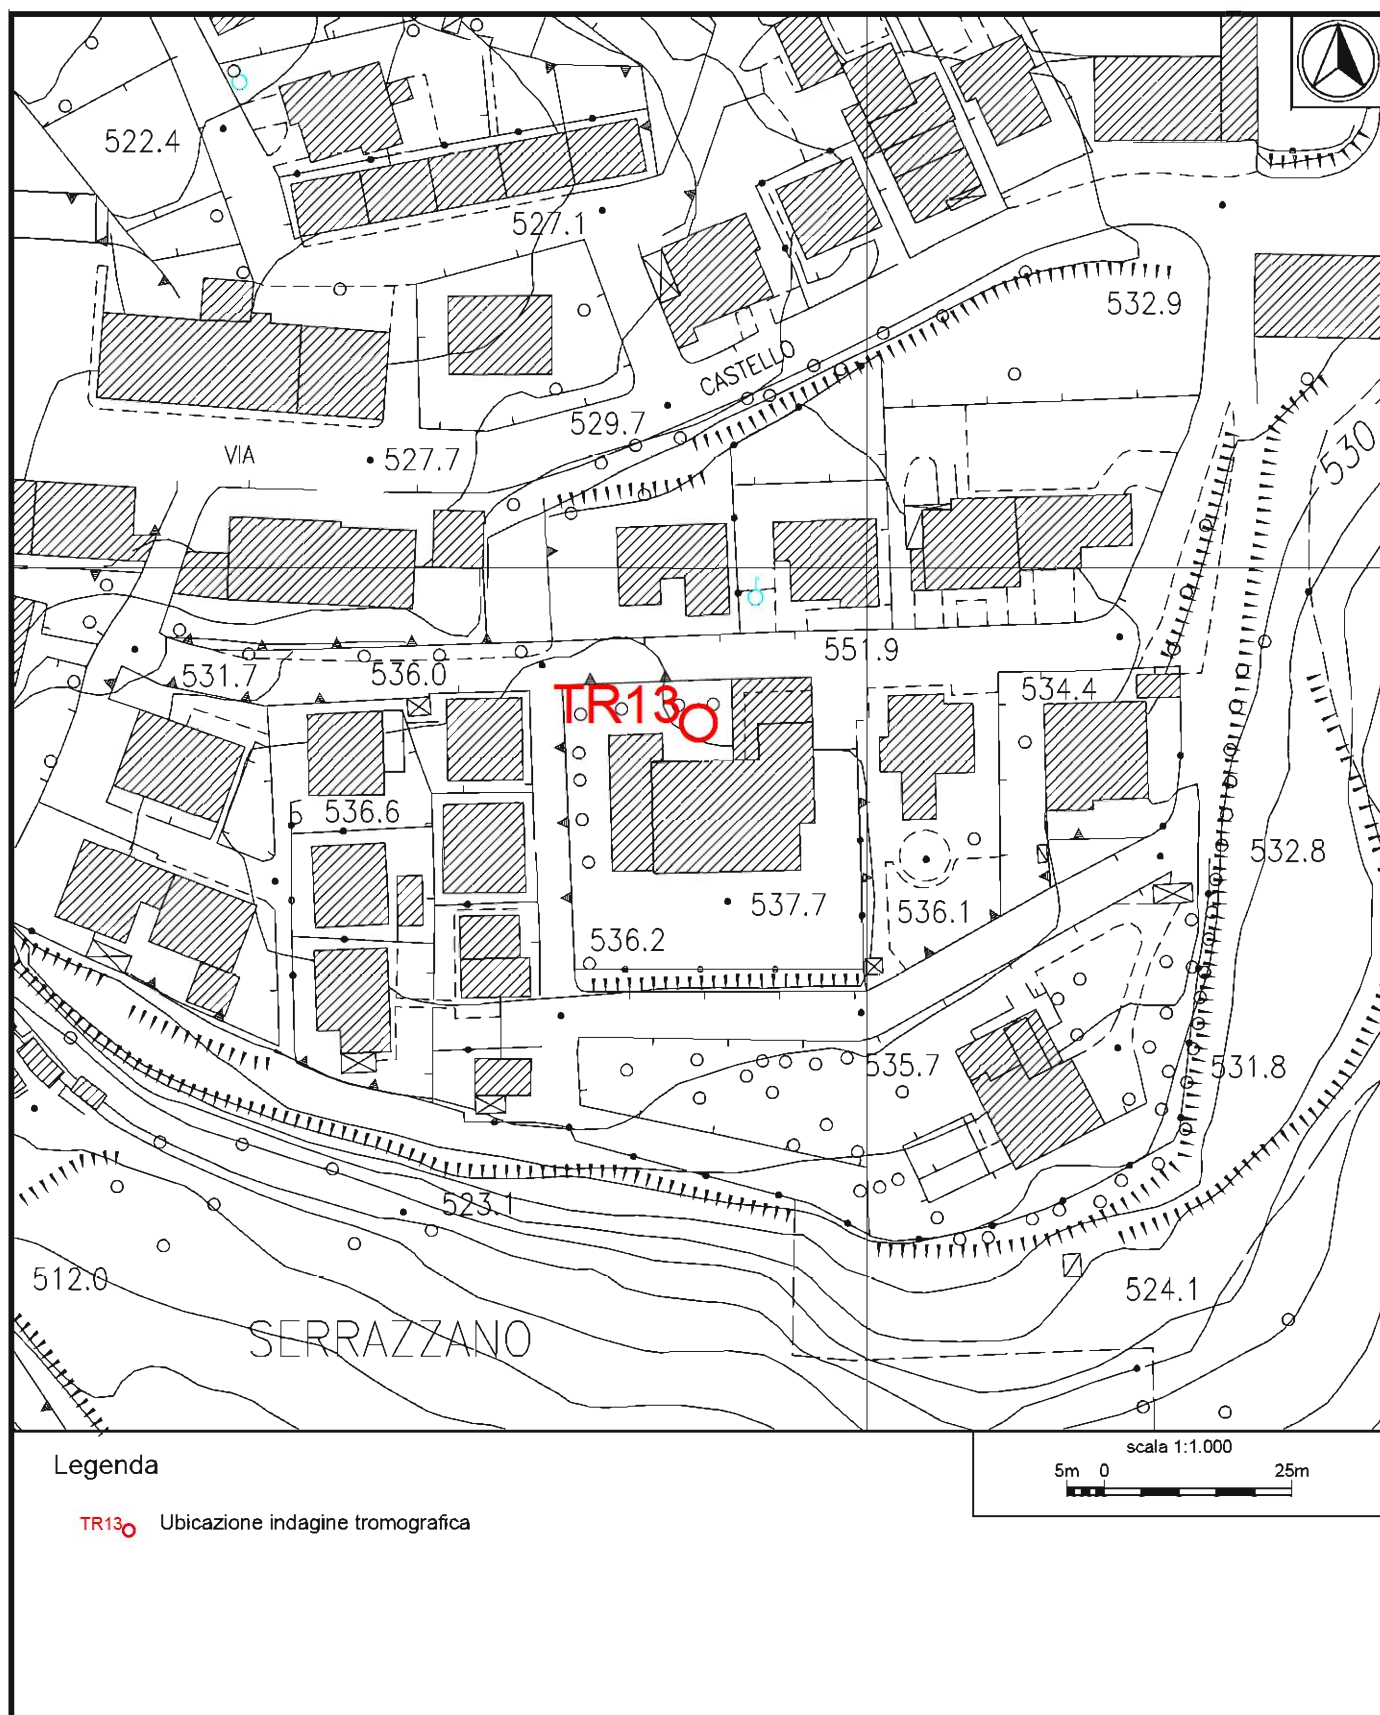 522.4
527.1
532.9
CASTELLO
529.7
VIA
527.7
530
551.9
531.7
536.0
534.4
TR13
536.6
532.8
537.7
536.1
536.2
535.7
531.8
523.1
512.0
524.1
SERRAZZANO
Legenda
TR13 Ubicazione indagine tromografica
scala 1:1.000
5m 0 25m